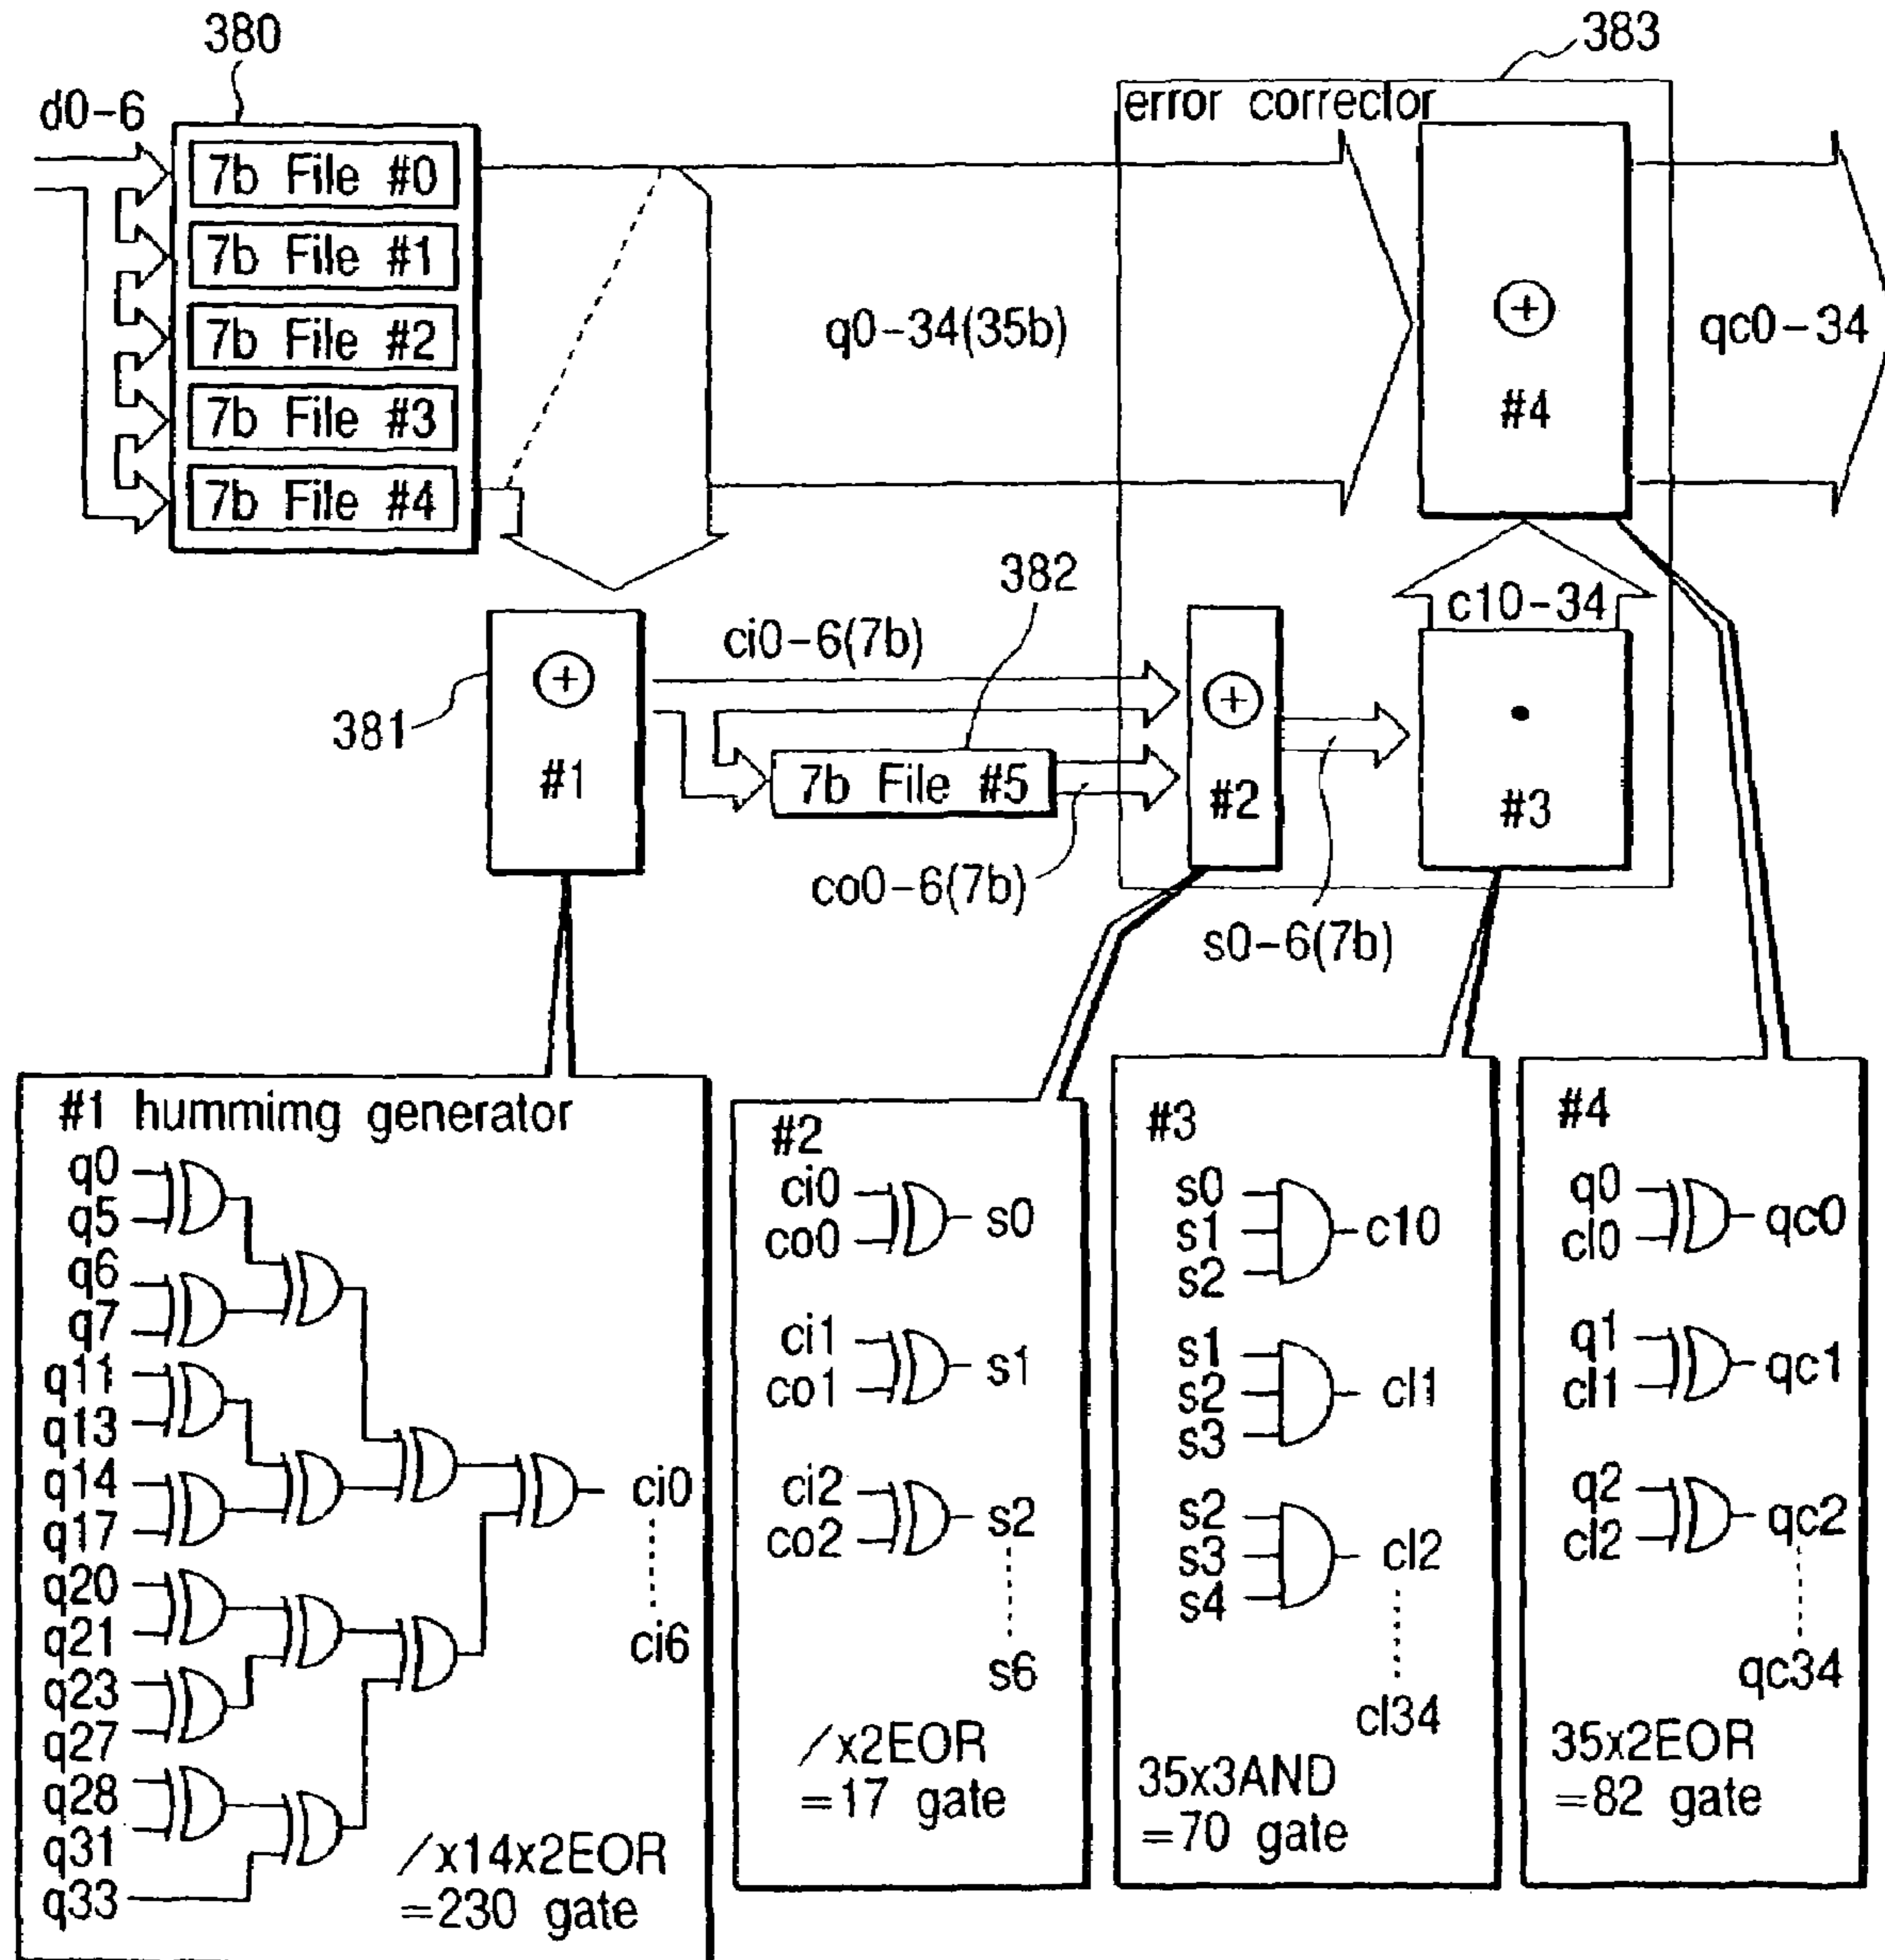 380
383
d0-6
error corrector
7b File #0
7b File #1
7b File #2
7b File #3
7b File #4
q0-34(35b)
#4
qc0-34
382
c10-34
ci0-6(7b)
381
#1
7b File #5
#2
#3
co0-6(7b)
s0-6(7b)
#1 hummimg generator
q0
q5
q6
q7
q11
q13
q14
q17
q20
q21
q23
q27
q28
q31
q33
ci0
ci6
/x14x2EOR
=230 gate
#2
ci0
co0
s0
ci1
co1
s1
ci2
co2
s2
s6
/x2EOR
=17 gate
#3
s0
s1
s2
c10
s1
s2
s3
cl1
s2
s3
s4
cl2
cl34
35x3AND
=70 gate
#4
q0
cl0
qc0
q1
cl1
qc1
q2
cl2
qc2
qc34
35x2EOR
=82 gate